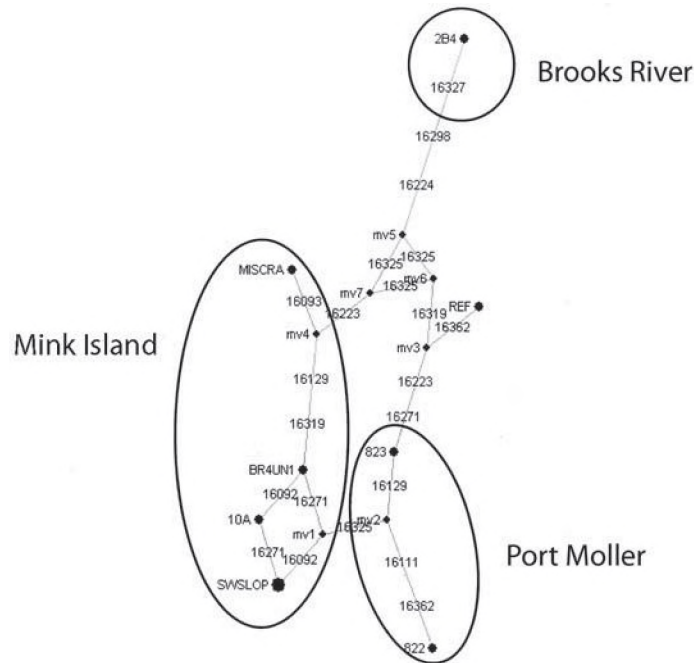 2B4
Brooks River
16327
16298
16224
mv5
16325
16325
MISCRA
mv6
16325
mv7
16093
REF
16223
16319
16362
mv4
mv3
Mink Island
16129
16223
16319
16271
823
BR4UN1
16129
16092
16271
10A
mv2
16325
mv1
16271
16092
Port Moller
16111
SWSLOP
16362
822